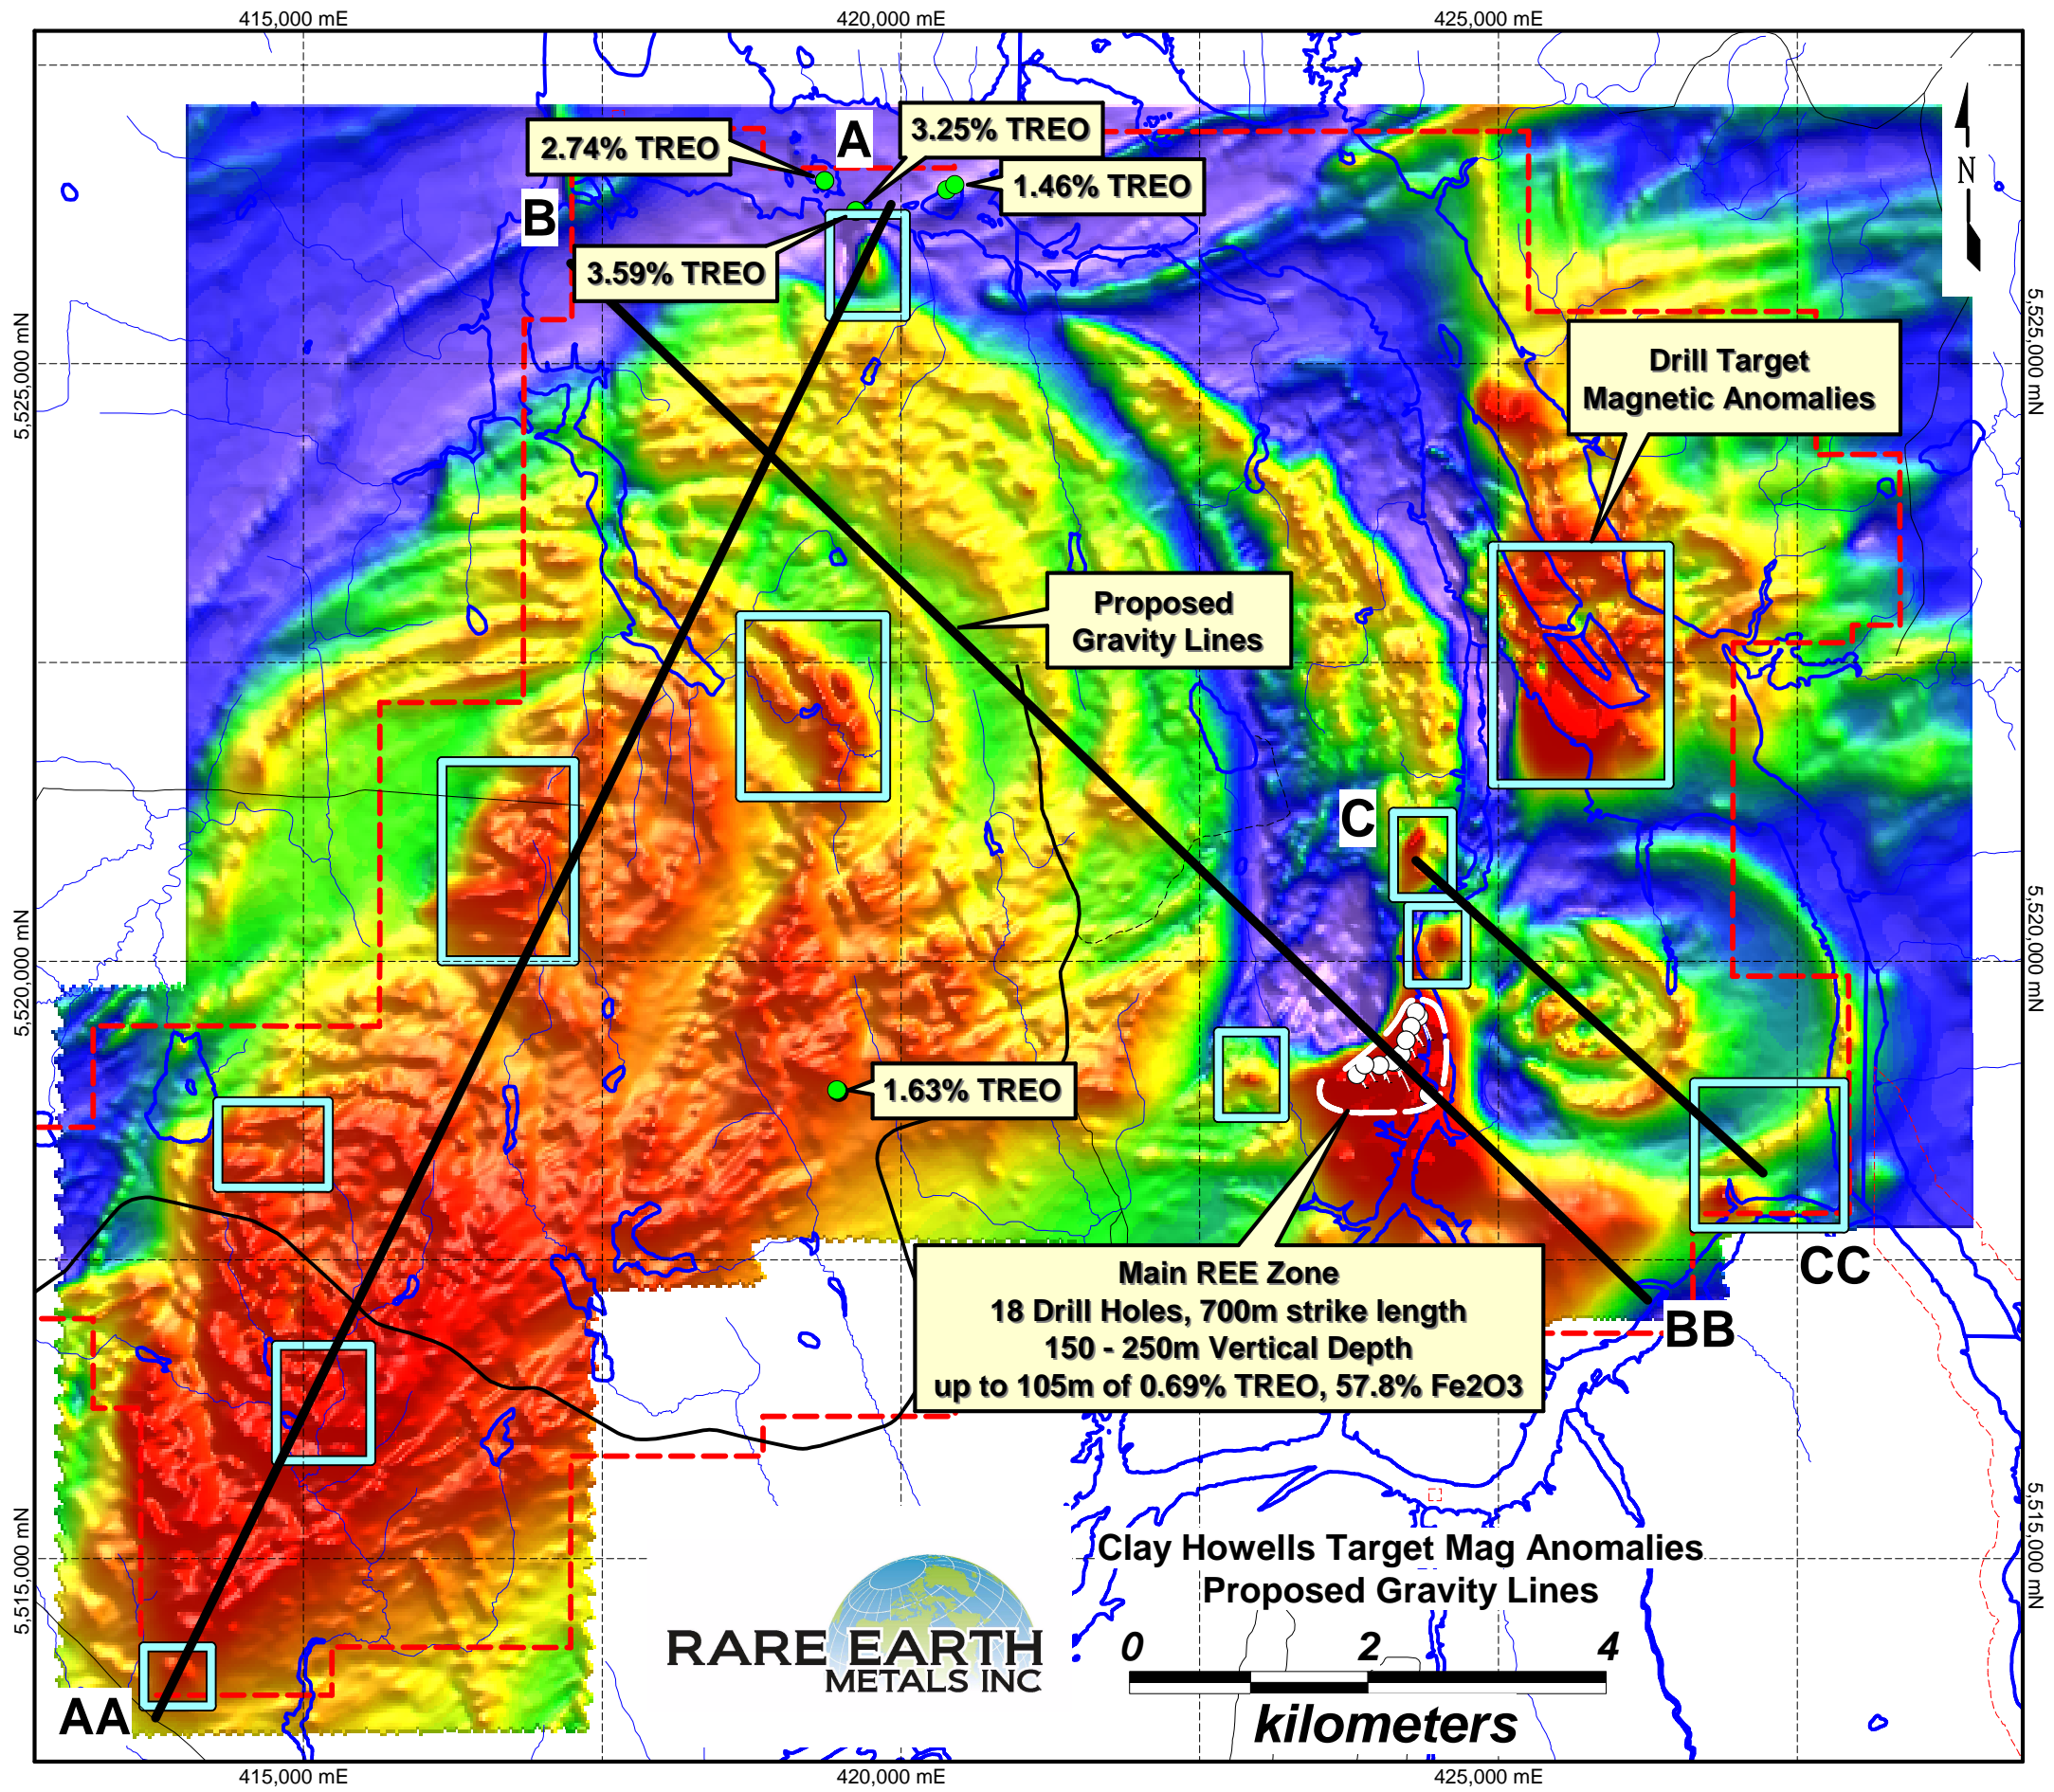 415,000 mE
420,000 mE
425,000 mE
N
2.74% TREO
A
3.25% TREO
1.46% TREO
B
3.59% TREO
5,525,000 mN
5,525,000 mN
Drill Target
Magnetic Anomalies
Proposed
Gravity Lines
C
5,520,000 mN
5,520,000 mN
1.63% TREO
CC
Main REE Zone
18 Drill Holes, 700m strike length
150 - 250m Vertical Depth
up to 105m of 0.69% TREO, 57.8% Fe2O3
BB
5,515,000 mN
5,515,000 mN
Clay Howells Target Mag Anomalies
Proposed Gravity Lines
RARE EARTH
METALS INC
0 2 4
kilometers
AA
415,000 mE
420,000 mE
425,000 mE